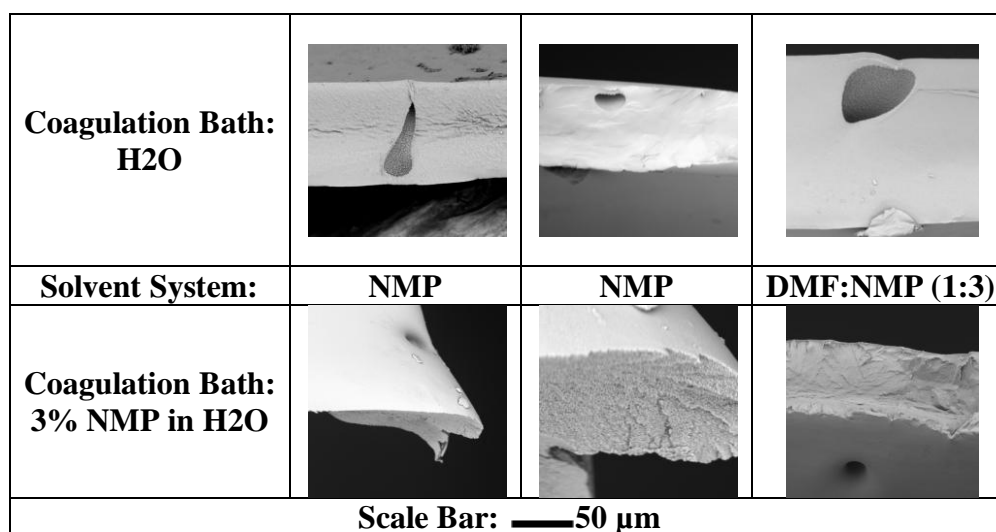 Coagulation Bath:
H2O
Solvent System: NMP NMP DMF:NMP (1:3)
Coagulation Bath:
3% NMP in H2O
Scale Bar: 50 µm